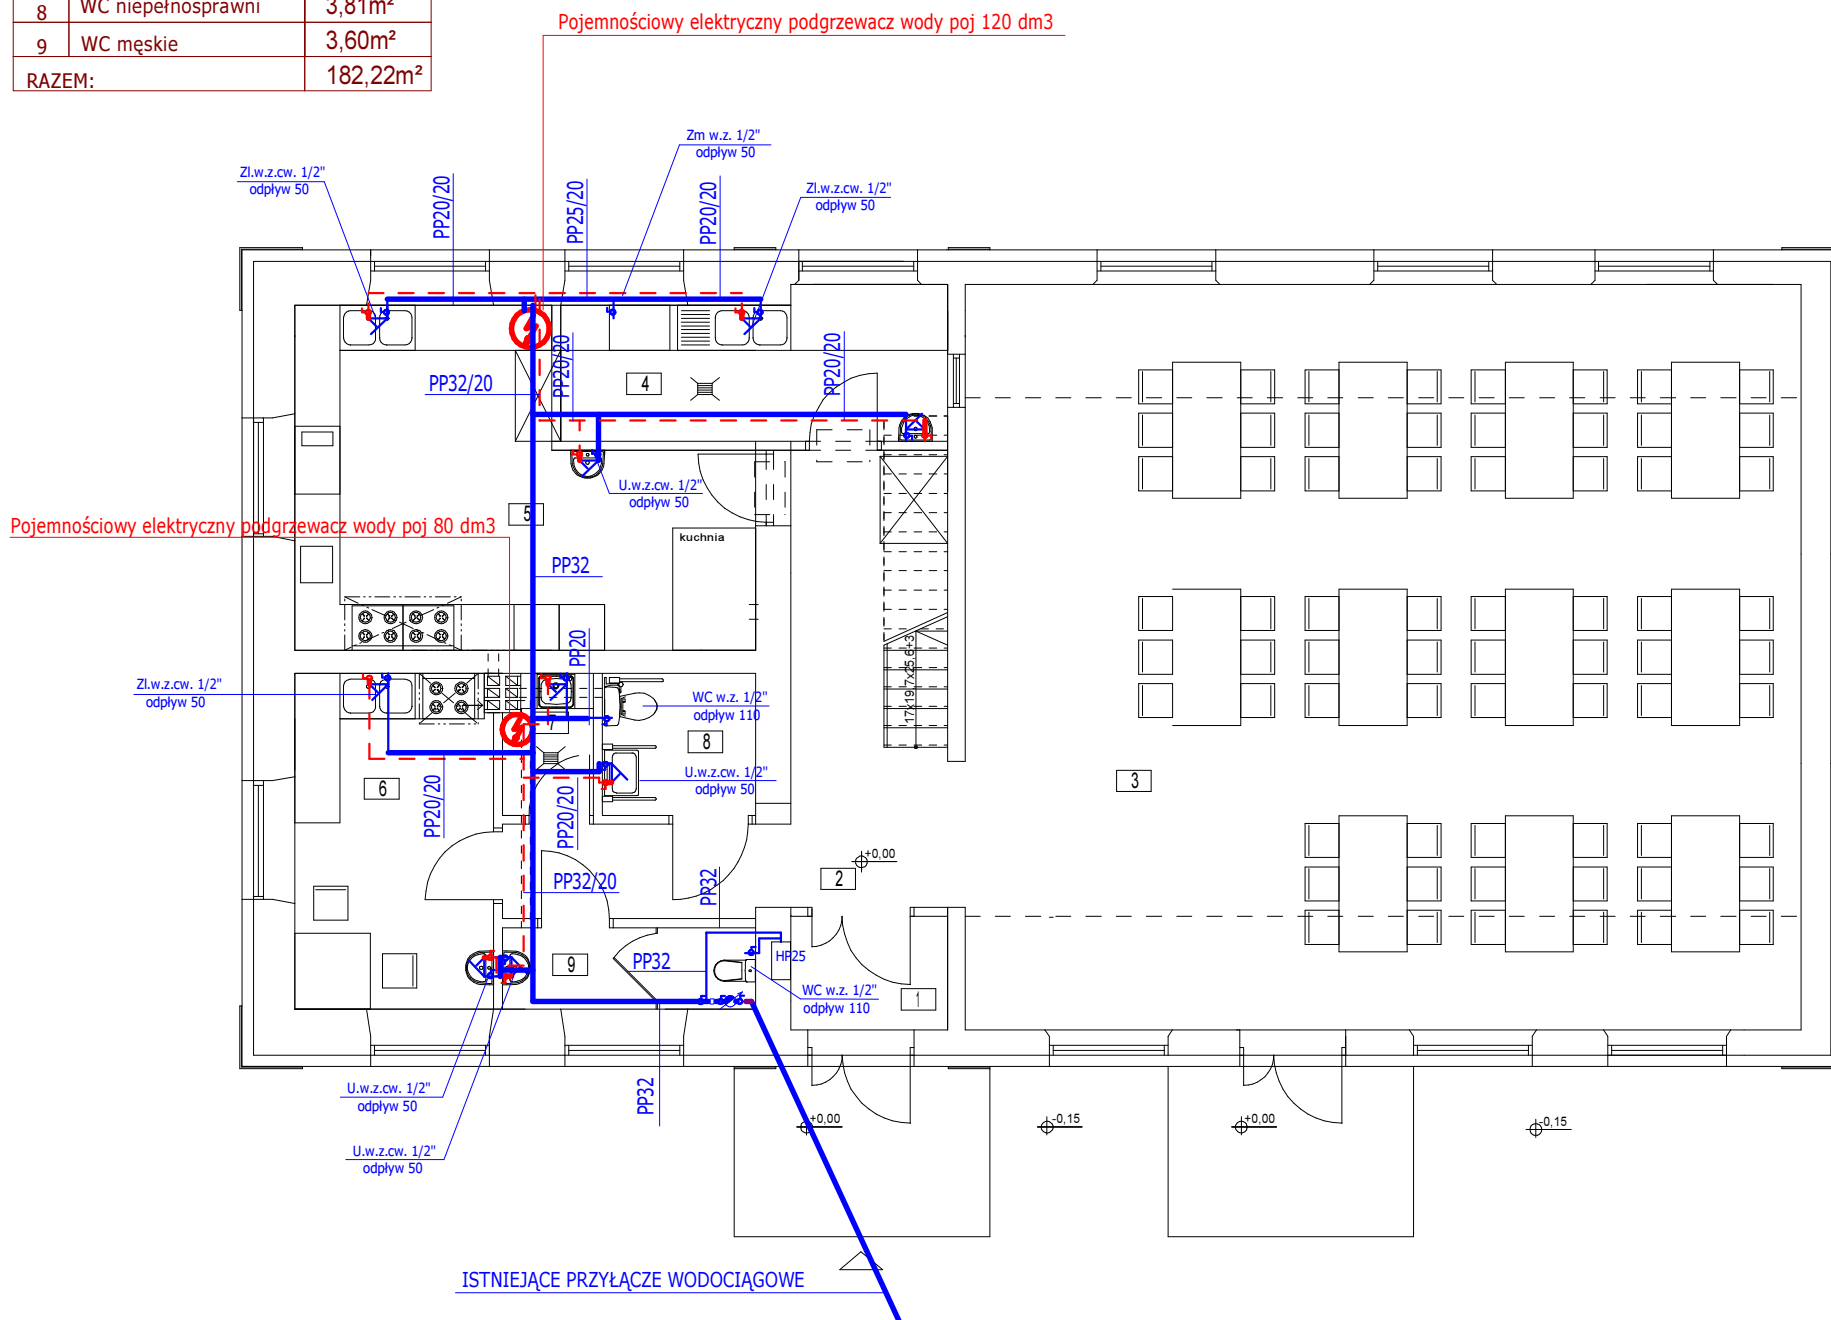 8 WC niepełnosprawni 3,81m²
9 WC męskie 3,60m²
RAZEM: 182,22m²
Pojemnościowy elektryczny podgrzewacz wody poj 120 dm3
Zm w.z. 1/2"
odpływ 50
Zl.w.z.cw. 1/2"
odpływ 50
Zl.w.z.cw. 1/2"
odpływ 50
PP20/20
PP25/20
PP20/20
PP32/20
PP20/20
4
PP20/20
U.w.z.cw. 1/2"
odpływ 50
5
Pojemnościowy elektryczny podgrzewacz wody poj 80 dm3
kuchnia
PP32
PP20
17x19,7x25,6+3
Zl.w.z.cw. 1/2"
odpływ 50
WC w.z. 1/2"
odpływ 110
7
8
U.w.z.cw. 1/2"
odpływ 50
6
3
PP20/20
PP20/20
+0,00
2
PP32/20
PP32
9
PP32
HP25
WC w.z. 1/2"
odpływ 110
1
U.w.z.cw. 1/2"
odpływ 50
PP32
+0,00
-0,15
+0,00
-0,15
U.w.z.cw. 1/2"
odpływ 50
ISTNIEJĄCE PRZYŁĄCZE WODOCIĄGOWE